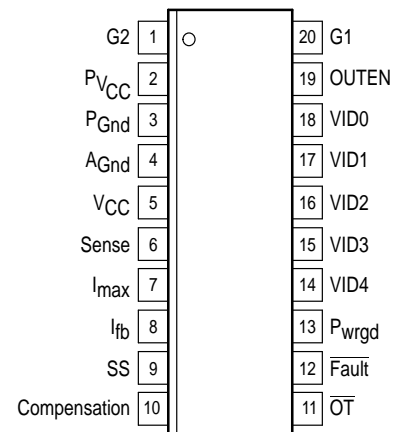 G2 1 20 G1
PVCC 2 19 OUTEN
PGnd 3 18 VID0
AGnd 4 17 VID1
VCC 5 16 VID2
Sense 6 15 VID3
Imax 7 14 VID4
Ifb 8 13 Pwrgd
SS 9 12 Fault
Compensation 10 11 OT